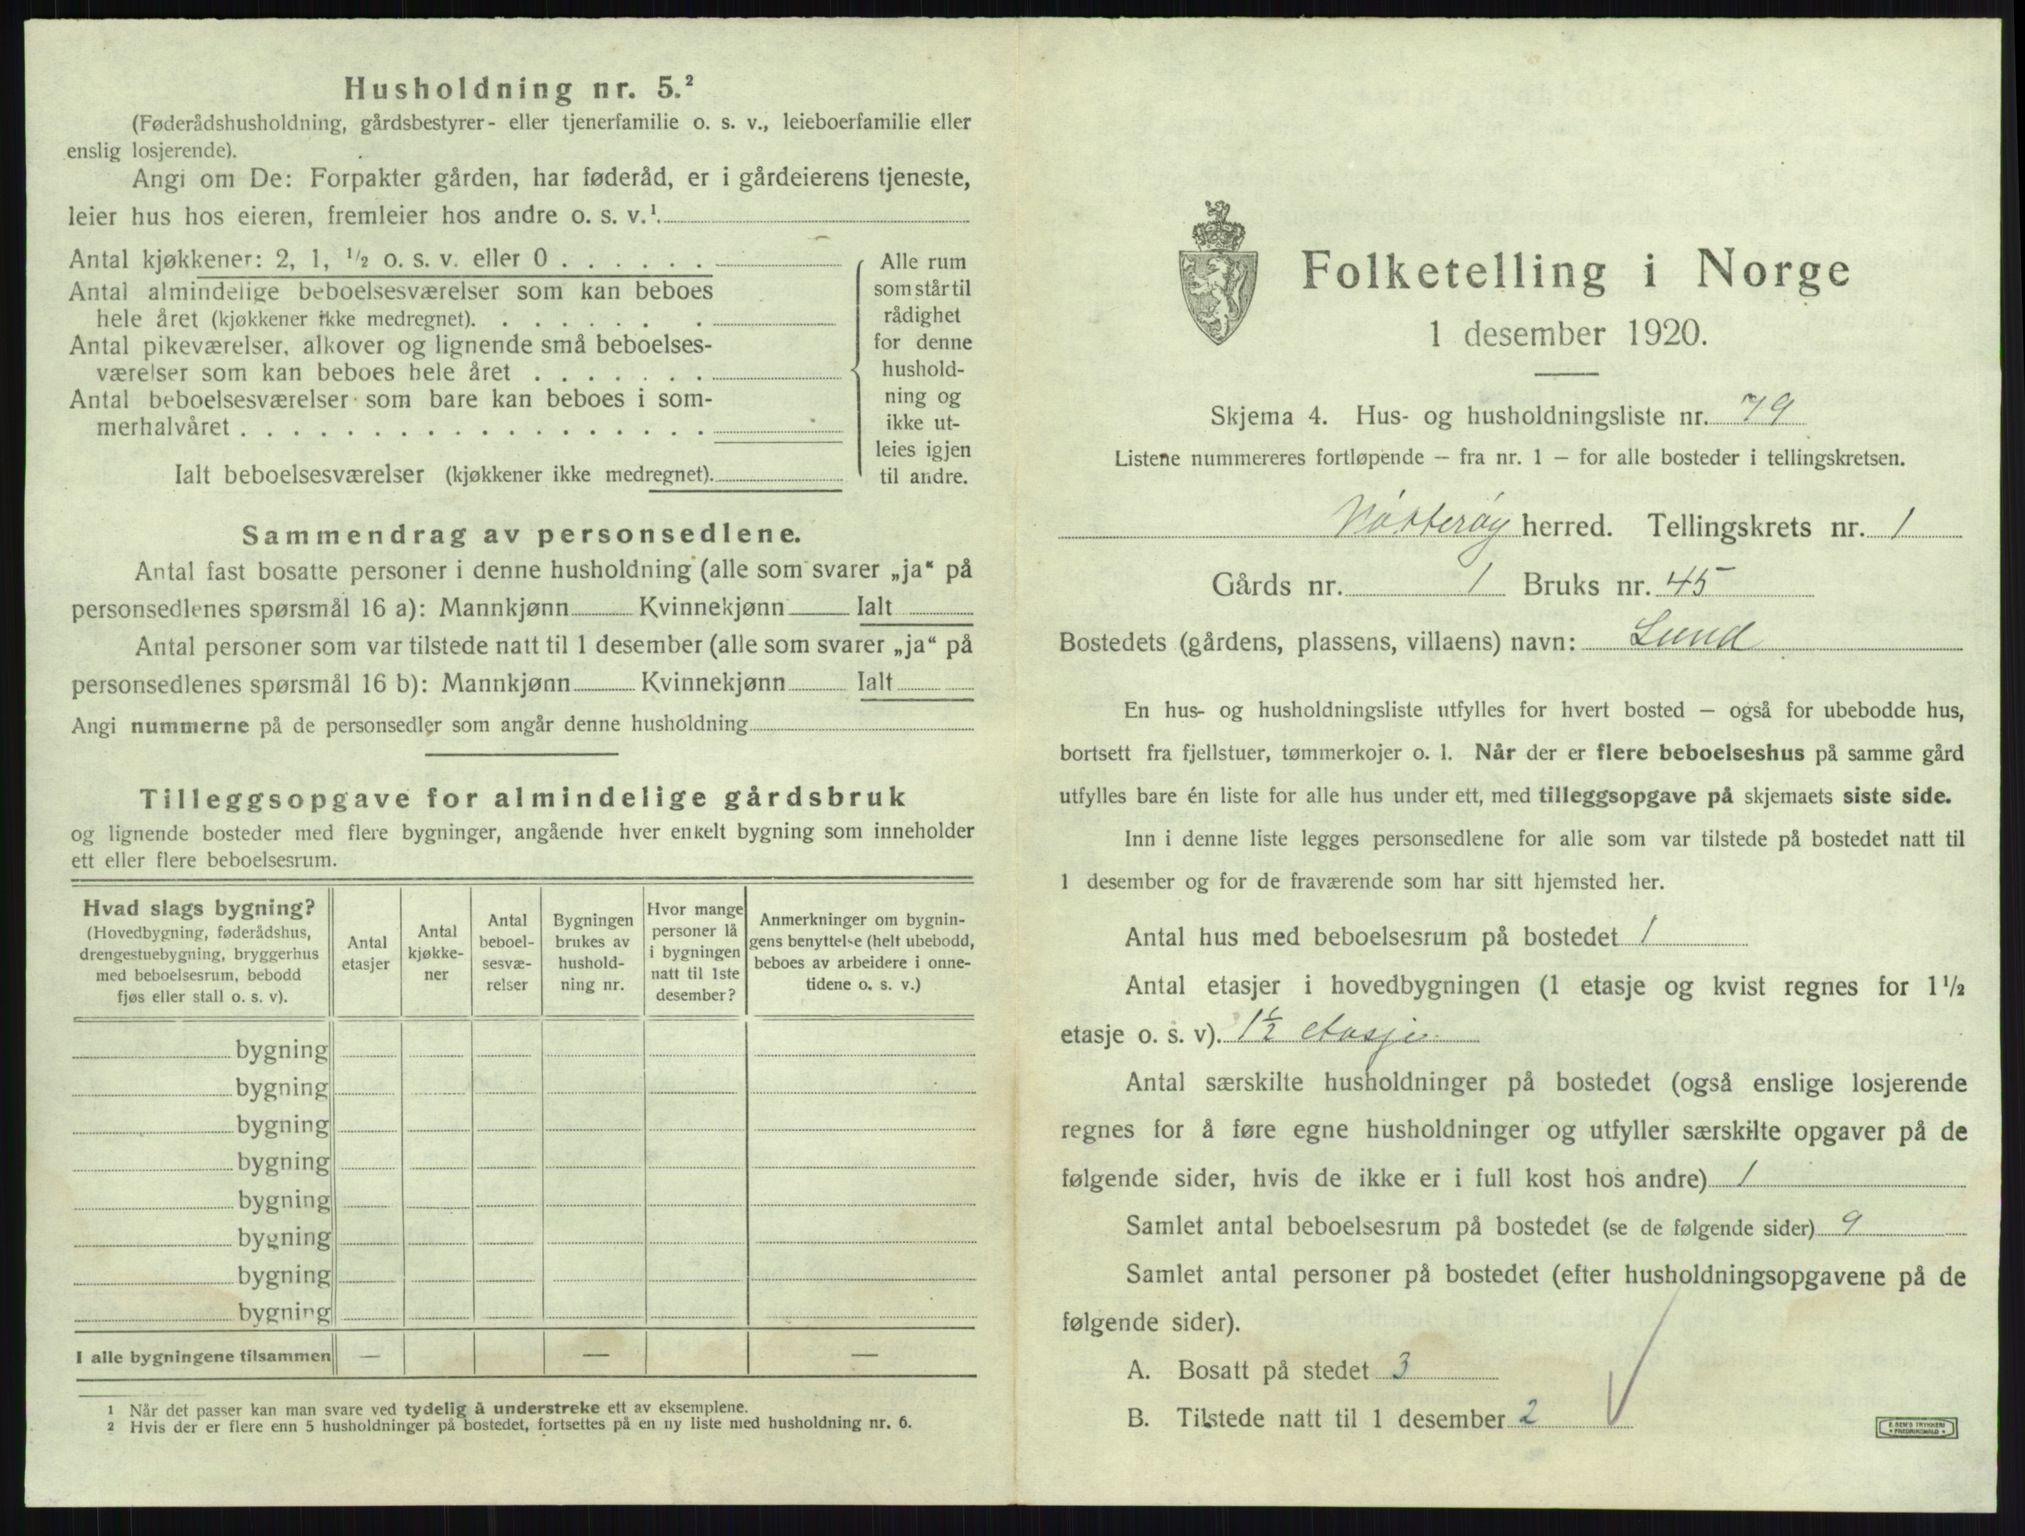 Husholdning nr. 5.²
(Føderådshusholdning, gårdsbestyrer- eller tjenerfamilie o. s. v., leieboerfamilie eller
enslig losjerende).
Angi om De: Forpakter gården, har føderåd, er i gårdeierens tjeneste,
leier hus hos eieren, fremleier hos andre o. s. v.¹
Antal kjøkkener: 2, 1, ½ o. s. v. eller 0 . . . . . .
Antal almindelige beboelsesværelser som kan beboes
hele året (kjøkkener ikke medregnet). . . . . . . .
Antal pikeværelser, alkover og lignende små beboelses-
værelser som kan beboes hele året . . . . . . .
Antal beboelsesværelser som bare kan beboes i som-
merhalvåret . . . . . . . . . . . . . . . . . .
Ialt beboelsesværelser (kjøkkener ikke medregnet).
Alle rum
som står til
rådighet
for denne
hushold-
ning og
ikke ut-
leies igjen
til andre.
Sammendrag av personsedlene.
Antal fast bosatte personer i denne husholdning (alle som svarer „ja“ på
personsedlenes spørsmål 16 a): Mannkjønn Kvinnekjønn Ialt
Antal personer som var tilstede natt til 1 desember (alle som svarer „ja“ på
personsedlenes spørsmål 16 b): Mannkjønn Kvinnekjønn Ialt
Angi nummerne på de personsedler som angår denne husholdning
Tilleggsopgave for almindelige gårdsbruk
og lignende bosteder med flere bygninger, angående hver enkelt bygning som inneholder
ett eller flere beboelsesrum.
Hvad slags bygning?
(Hovedbygning, føderådshus,
drengestuebygning, bryggerhus
med beboelsesrum, bebodd
fjøs eller stall o. s. v).
Antal
etasjer
Antal
kjøkke-
ner
Antal
beboel-
sesvæ-
relser
Bygningen
brukes av
hushold-
ning nr.
Hvor mange
personer lå
i bygningen
natt til 1ste
desember?
Anmerkninger om bygnin-
gens benyttelse (helt ubebodd,
beboes av arbeidere i onne-
tidene o. s. v.)
bygning
bygning
bygning
bygning
bygning
bygning
bygning
bygning
I alle bygningene tilsammen — — —
1 Når det passer kan man svare ved tydelig å understreke ett av eksemplene.
2 Hvis der er flere enn 5 husholdninger på bostedet, fortsettes på en ny liste med husholdning nr. 6.
Folketelling i Norge
1 desember 1920.
Skjema 4. Hus- og husholdningsliste nr. 79
Listene nummereres fortløpende – fra nr. 1 – for alle bosteder i tellingskretsen.
Nøtterøy herred. Tellingskrets nr. 1
Gårds nr. 1 Bruks nr. 45
Bostedets (gårdens, plassens, villaens) navn: Lund
En hus- og husholdningsliste utfylles for hvert bosted – også for ubebodde hus,
bortsett fra fjellstuer, tømmerkojer o. l. Når der er flere beboelseshus på samme gård
utfylles bare én liste for alle hus under ett, med tilleggsopgave på skjemaets siste side.
Inn i denne liste legges personsedlene for alle som var tilstede på bostedet natt til
1 desember og for de fraværende som har sitt hjemsted her.
Antal hus med beboelsesrum på bostedet 1
Antal etasjer i hovedbygningen (1 etasje og kvist regnes for 1½
etasje o. s. v). 1½ etasje
Antal særskilte husholdninger på bostedet (også enslige losjerende
regnes for å føre egne husholdninger og utfyller særskilte opgaver på de
følgende sider, hvis de ikke er i full kost hos andre) 1
Samlet antal beboelsesrum på bostedet (se de følgende sider) 9
Samlet antal personer på bostedet (efter husholdningsopgavene på de
følgende sider).
A. Bosatt på stedet 3
B. Tilstede natt til 1 desember 2
E. SEM'S TRYKKERI
FREDRIKSHALD